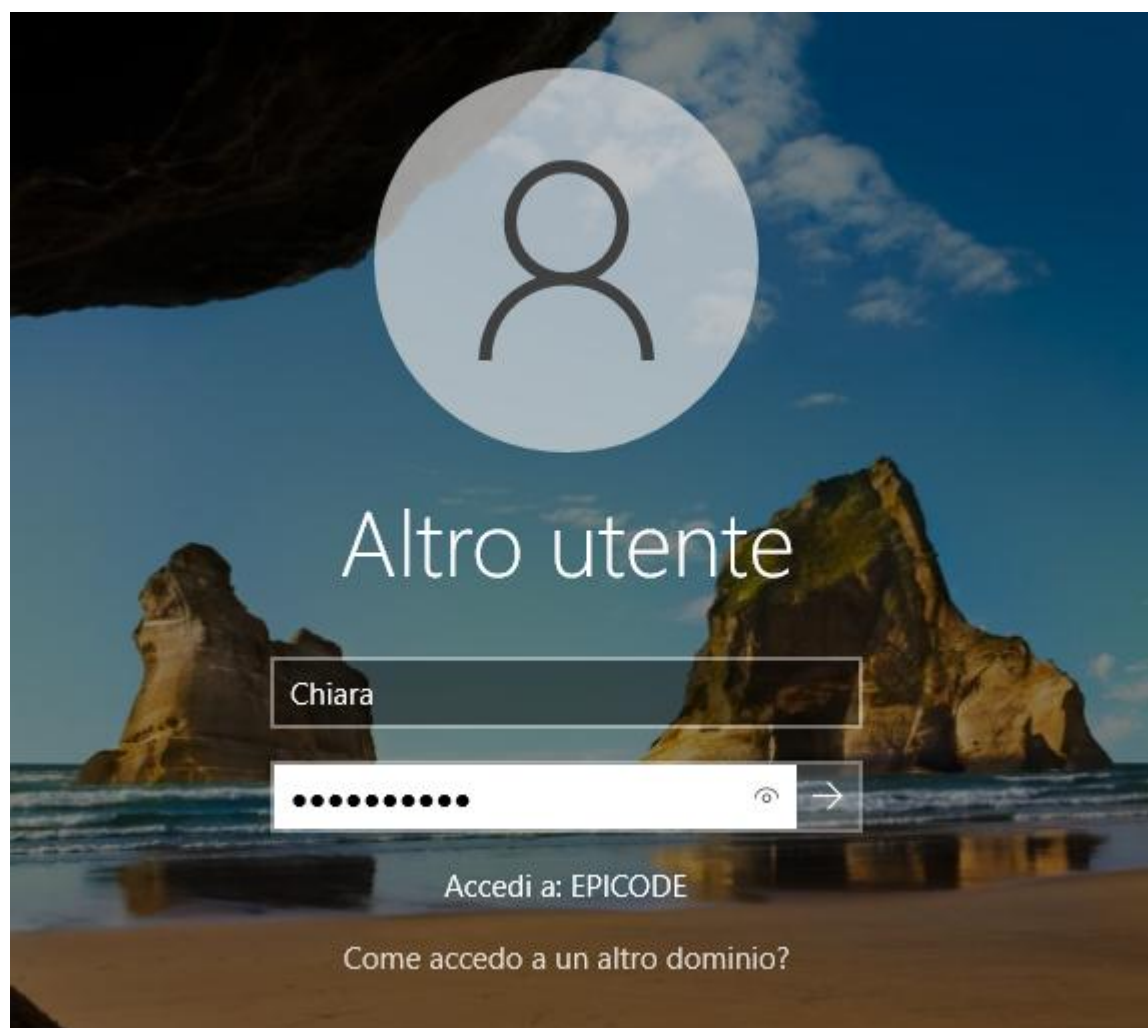 Altro utente
Chiara
••••••••••
Accedi a: EPICODE
Come accedo a un altro dominio?